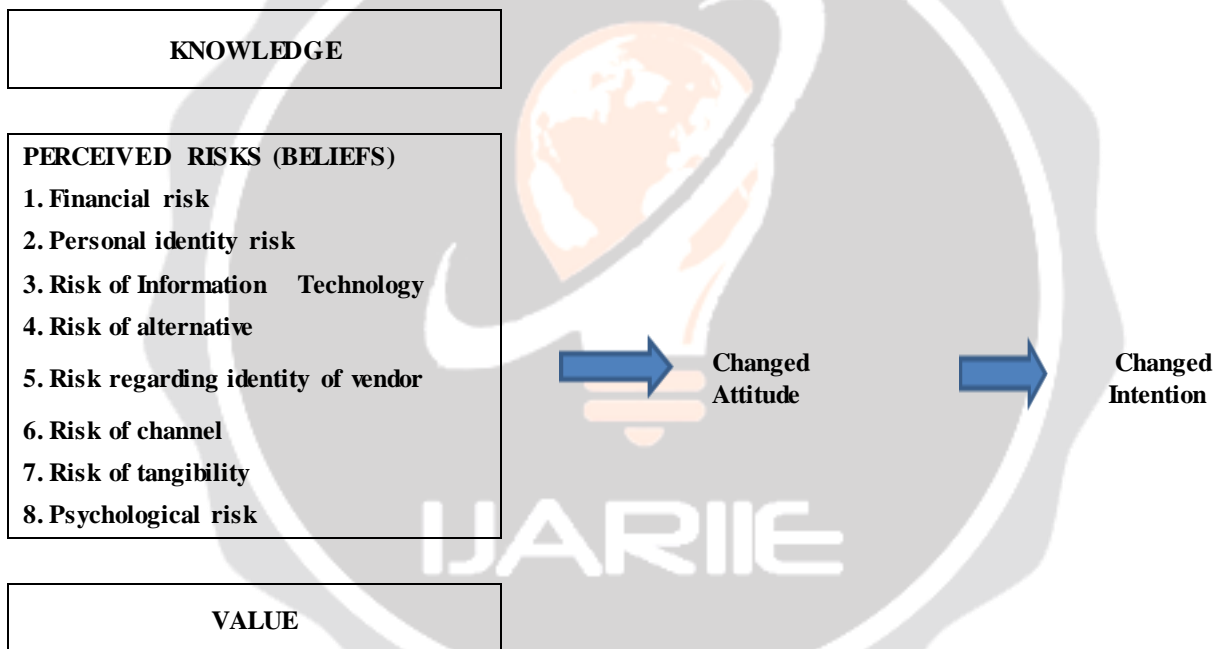 KNOWLEDGE
PERCEIVED RISKS (BELIEFS)
1. Financial risk
2. Personal identity risk
3. Risk of Information Technology
4. Risk of alternative
5. Risk regarding identity of vendor
6. Risk of channel
7. Risk of tangibility
8. Psychological risk
Changed
Attitude
Changed
Intention
IJARIIE
VALUE